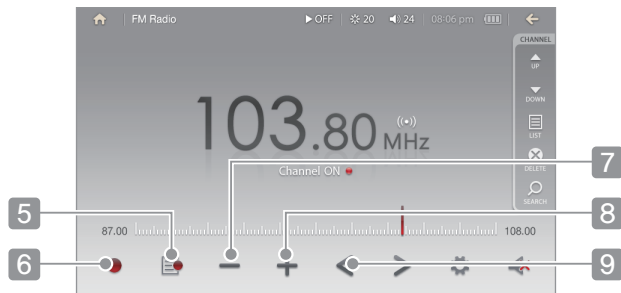 FM Radio OFF 20 24 08:06 pm
CHANNEL
UP
DOWN
LIST
DELETE
SEARCH
103.80 MHz
Channel ON
87.00 108.00
5
6
7
8
9